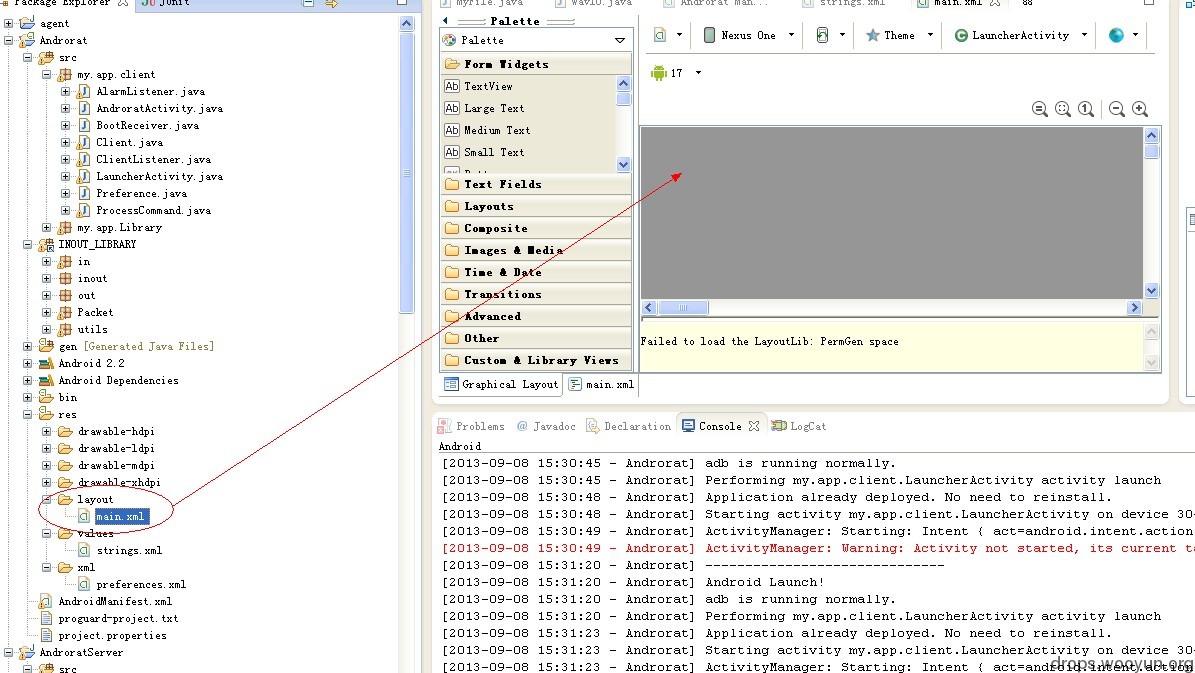 Package Explorer
JUnit
agent
Androrat
src
my.app.client
AlarmListener.java
AndroratActivity.java
BootReceiver.java
Client.java
ClientListener.java
LauncherActivity.java
Preference.java
ProcessCommand.java
my.app.Library
INOUT_LIBRARY
in
inout
out
Packet
utils
gen [Generated Java Files]
Android 2.2
Android Dependencies
bin
res
drawable-hdpi
drawable-ldpi
drawable-mdpi
drawable-xhdpi
layout
main.xml
values
strings.xml
xml
preferences.xml
AndroidManifest.xml
proguard-project.txt
project.properties
AndroratServer
src
myfile.java
Androrat Man...
strings.xml
main.xml
Palette
Palette
Form Widgets
Ab TextView
Ab Large Text
Ab Medium Text
Ab Small Text
Text Fields
Layouts
Composite
Images & Media
Time & Date
Transitions
Advanced
Other
Custom & Library Views
Nexus One
Theme
LauncherActivity
17
Failed to load the LayoutLib: PermGen space
Graphical Layout
main.xml
Problems @ Javadoc Declaration Console LogCat
Android
[2013-09-08 15:30:45 - Androrat] adb is running normally.
[2013-09-08 15:30:45 - Androrat] Performing my.app.client.LauncherActivity activity launch
[2013-09-08 15:30:48 - Androrat] Application already deployed. No need to reinstall.
[2013-09-08 15:30:48 - Androrat] Starting activity my.app.client.LauncherActivity on device 30
[2013-09-08 15:30:49 - Androrat] ActivityManager: Starting: Intent { act=android.intent.action
[2013-09-08 15:30:49 - Androrat] ActivityManager: Warning: Activity not started, its current ta
[2013-09-08 15:31:20 - Androrat] ------------------------------
[2013-09-08 15:31:20 - Androrat] Android Launch!
[2013-09-08 15:31:20 - Androrat] adb is running normally.
[2013-09-08 15:31:20 - Androrat] Performing my.app.client.LauncherActivity activity launch
[2013-09-08 15:31:23 - Androrat] Application already deployed. No need to reinstall.
[2013-09-08 15:31:23 - Androrat] Starting activity my.app.client.LauncherActivity on device 30
[2013-09-08 15:31:23 - Androrat] ActivityManager: Starting: Intent { act=android.intent.action
drops.wooyun.org